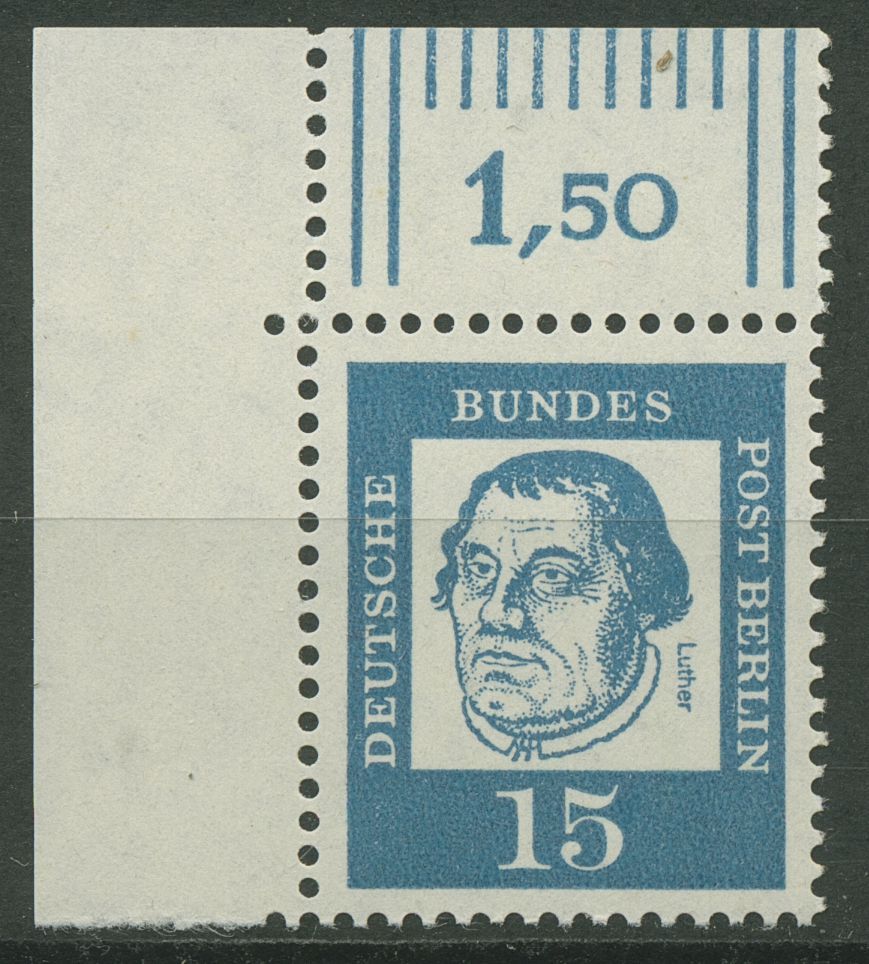 1,50
DEUTSCHE
BUNDES
POST BERLIN
Luther
15